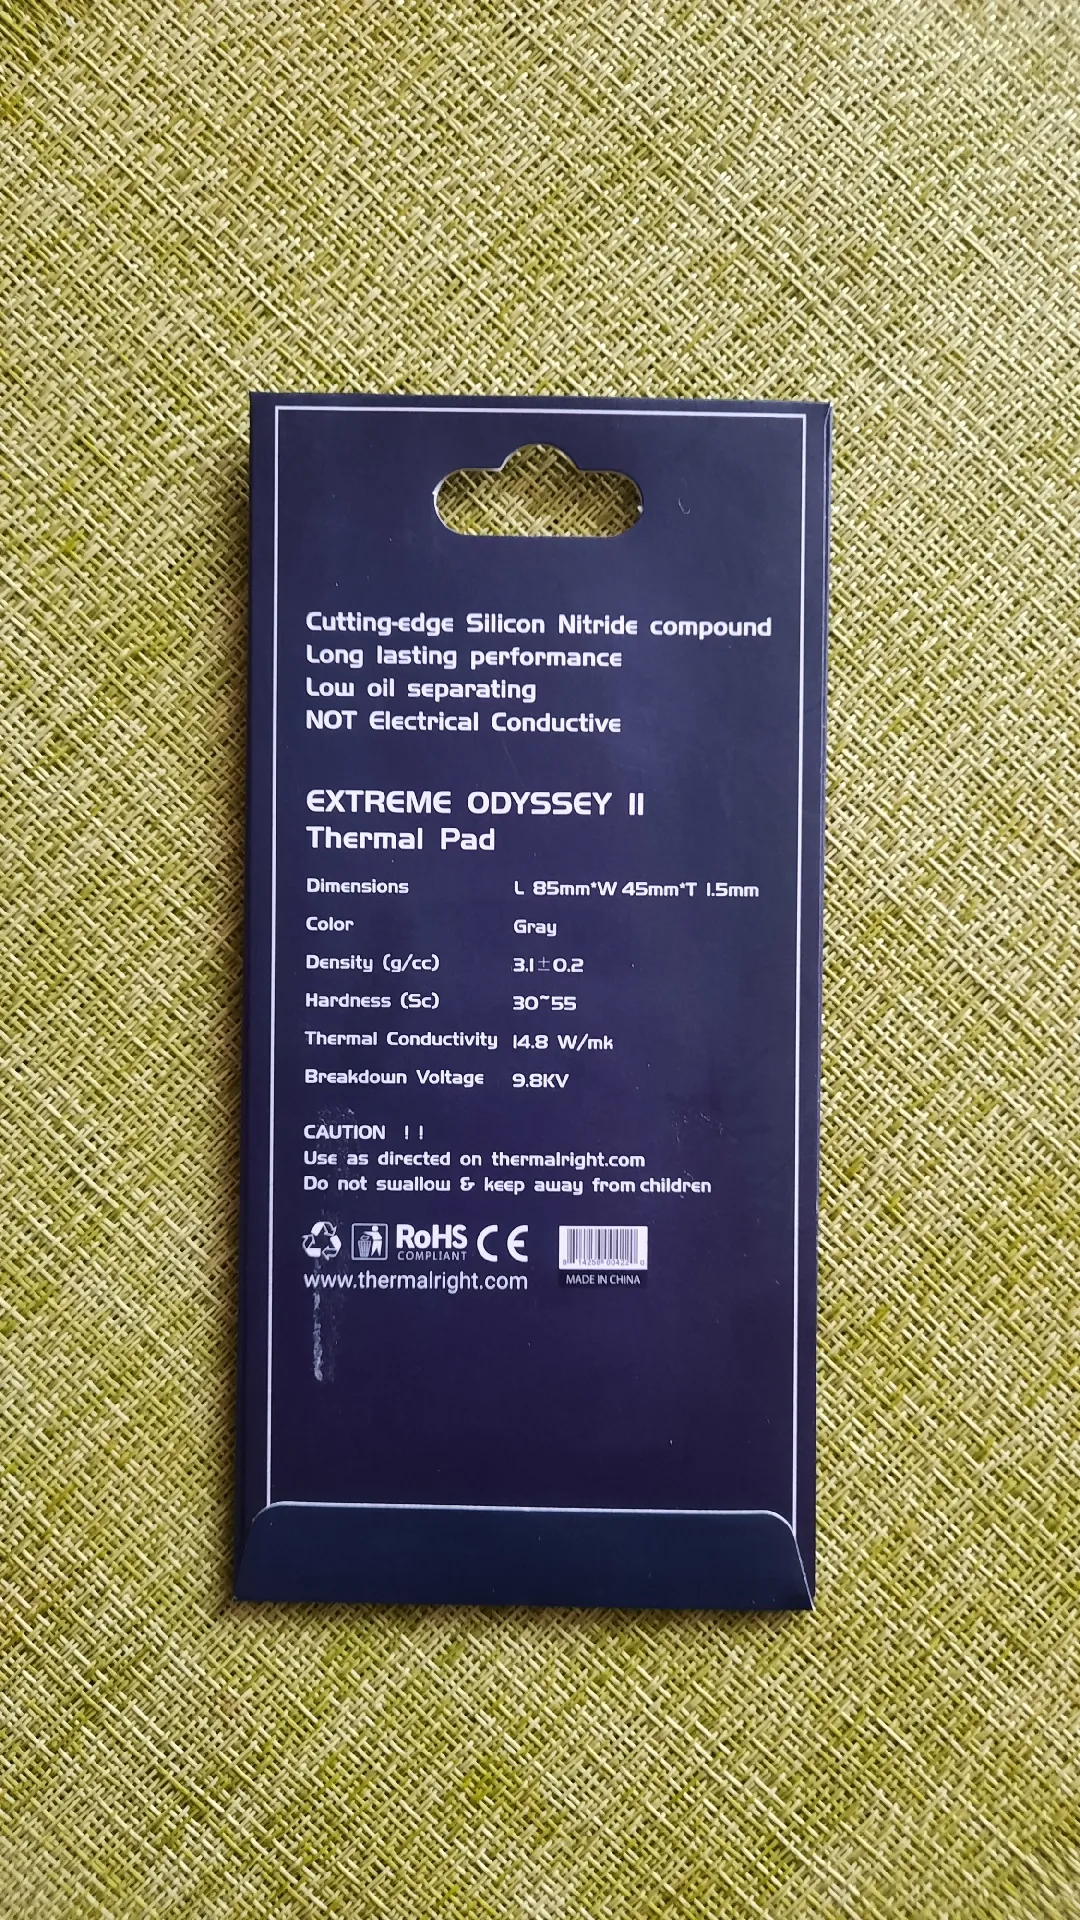 Cutting-edge Silicon Nitride compound
Long lasting performance
Low oil separating
NOT Electrical Conductive
EXTREME ODYSSEY II
Thermal Pad
Dimensions L 85mm*W 45mm*T 1.5mm
Color Gray
Density (g/cc) 3.1±0.2
Hardness (Sc) 30~55
Thermal Conductivity 14.8 W/mk
Breakdown Voltage 9.8KV
CAUTION !!
Use as directed on thermalright.com
Do not swallow & keep away from children
RoHS CE
COMPLIANT
www.thermalright.com
MADE IN CHINA